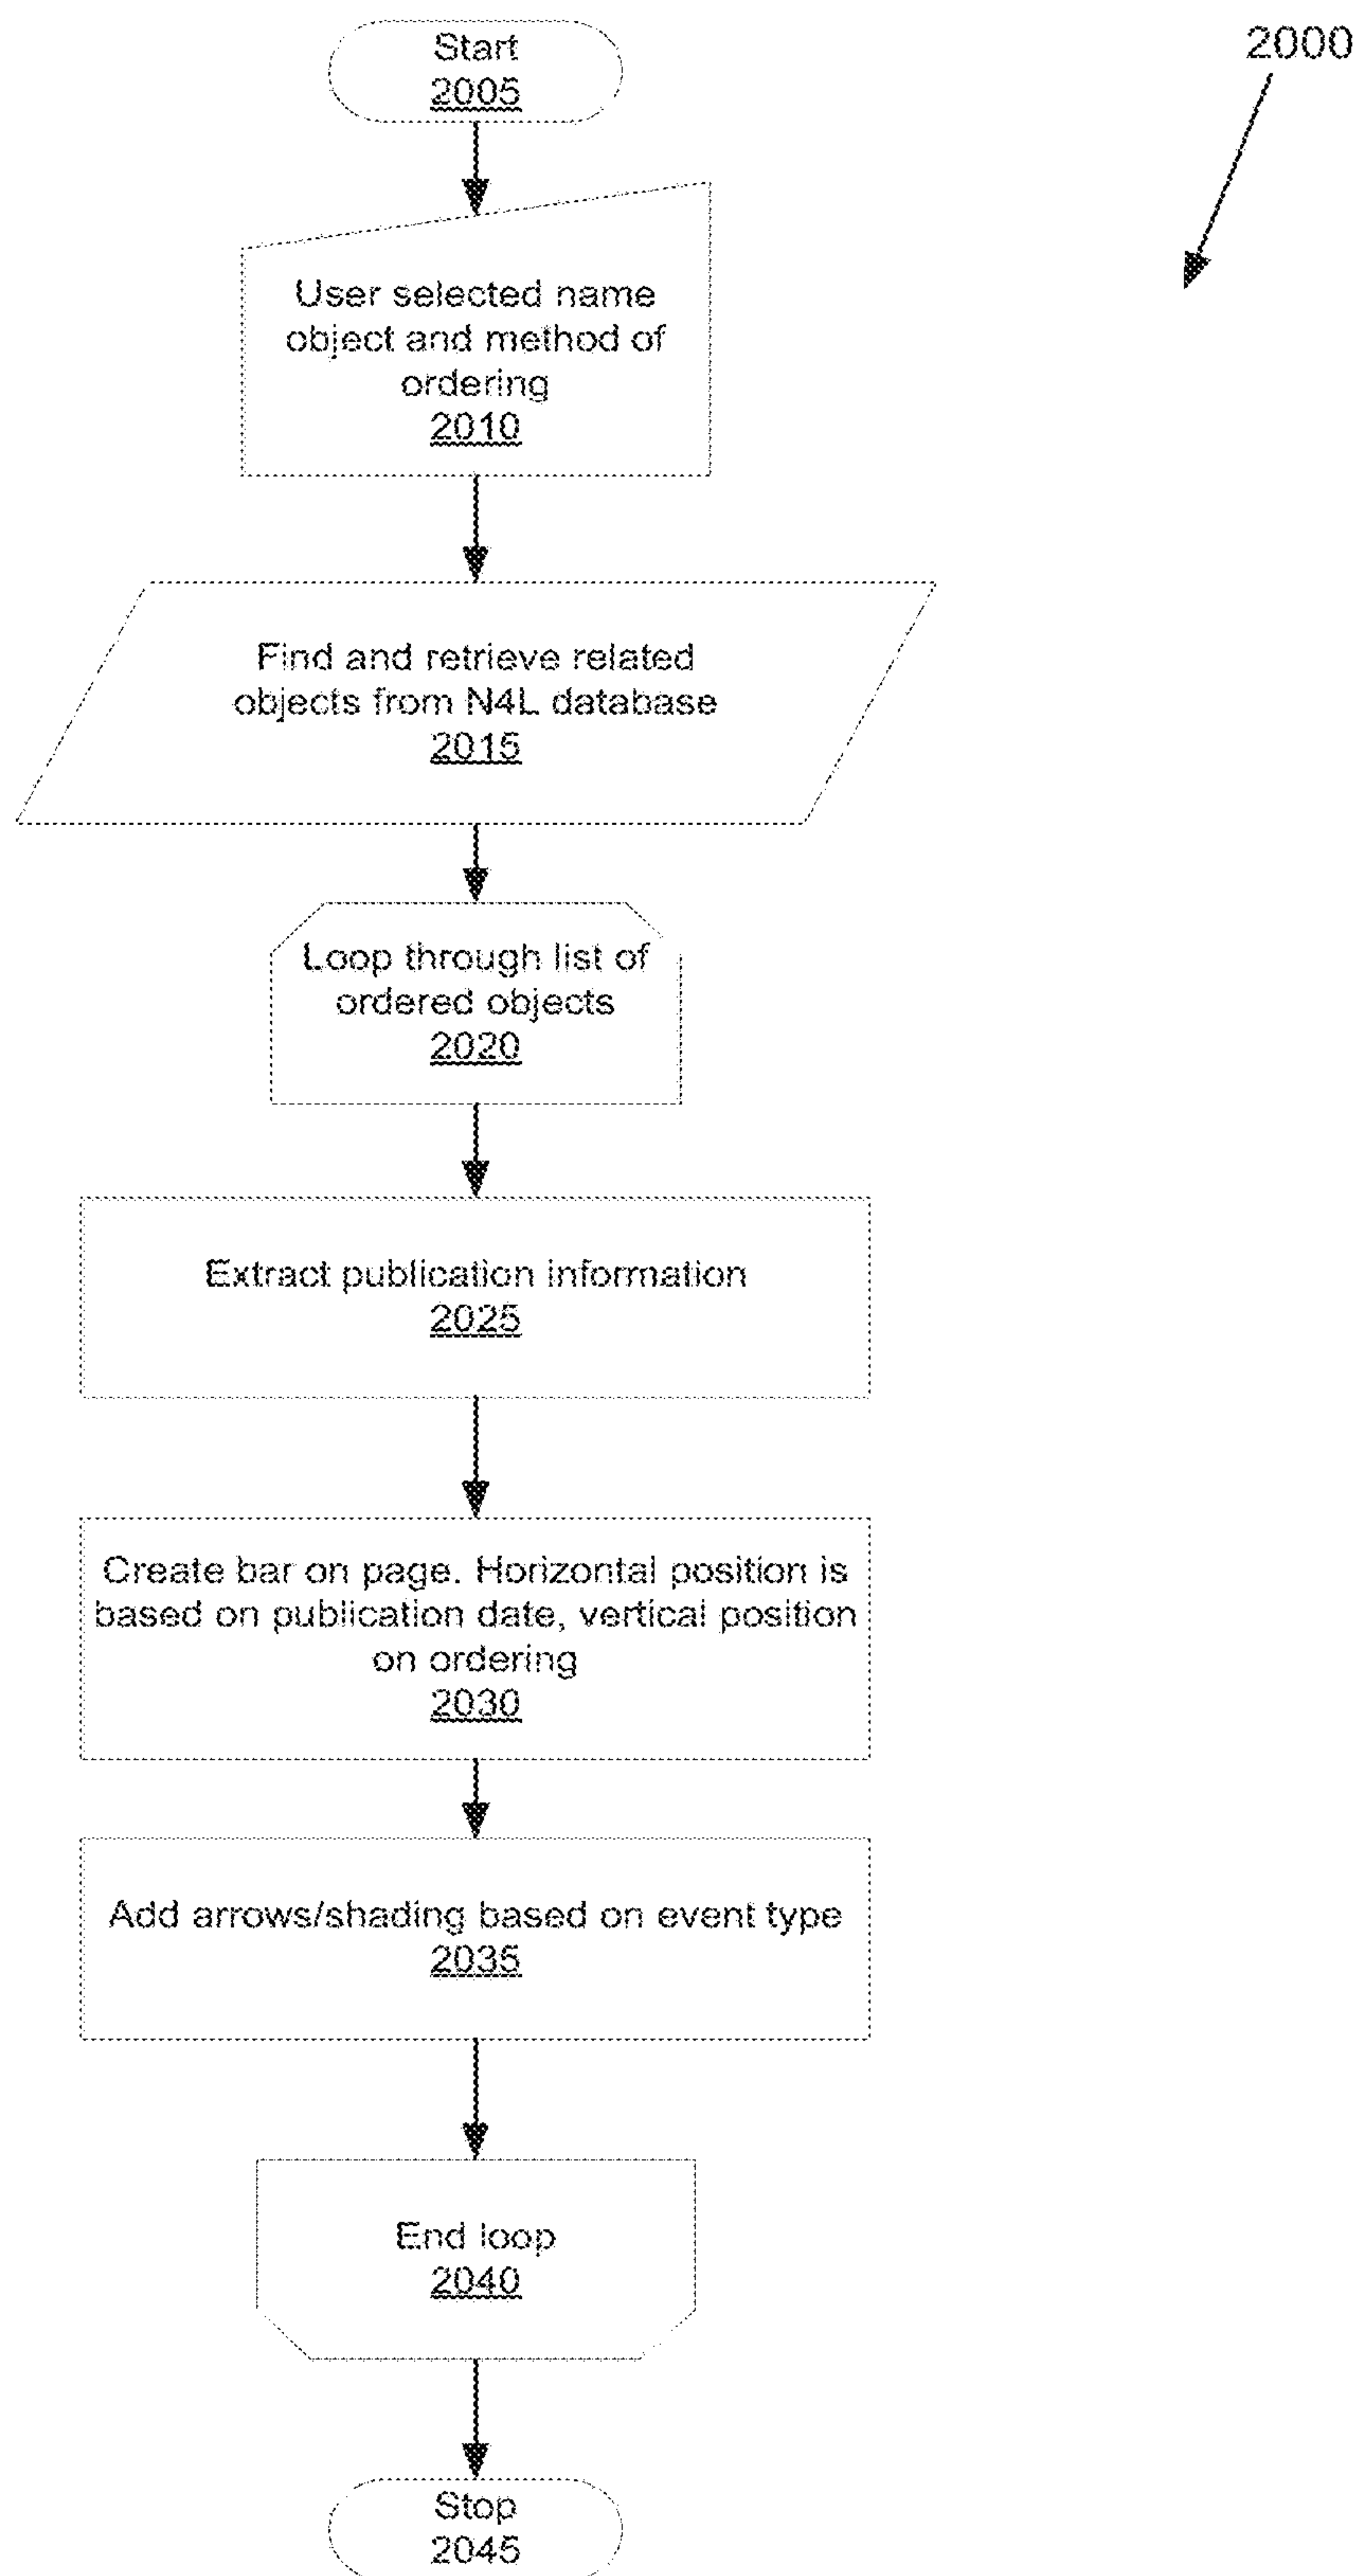 Start
2005
2000
User selected name
object and method of
ordering
2010
Find and retrieve related
objects from N4L database
2015
Loop through list of
ordered objects
2020
Extract publication information
2025
Create bar on page. Horizontal position is
based on publication date, vertical position
on ordering
2030
Add arrows/shading based on event type
2035
End loop
2040
Stop
2045